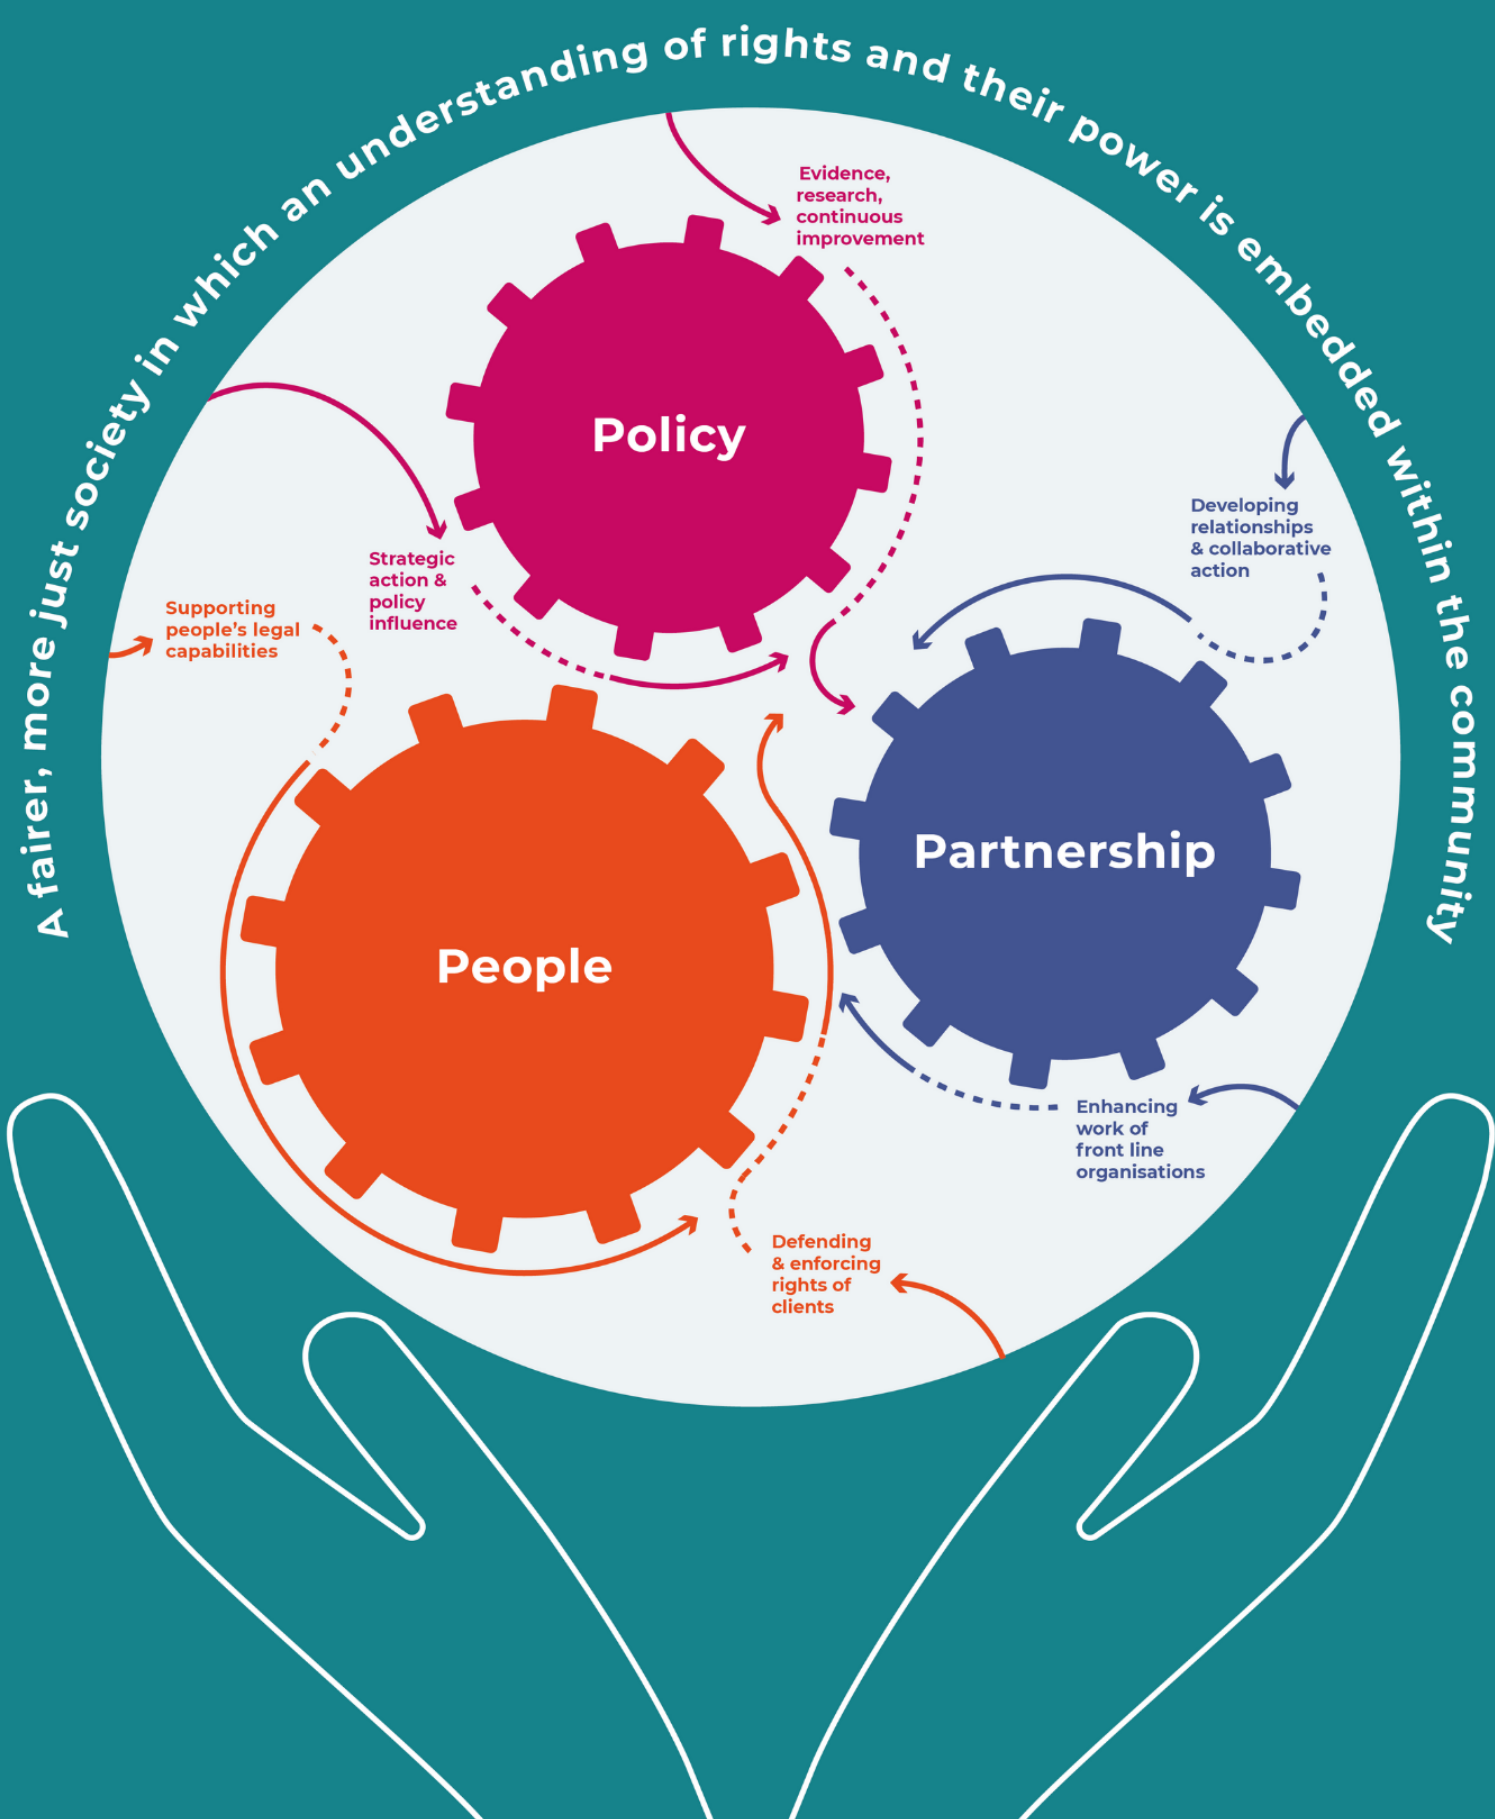 A fairer, more just society in which an understanding of rights and their power is embedded within the community
Evidence,
research,
continuous
improvement
Policy
Strategic
action &
policy
influence
Developing
relationships
& collaborative
action
Supporting
people's legal
capabilities
Partnership
People
Enhancing
work of
front line
organisations
Defending
& enforcing
rights of
clients